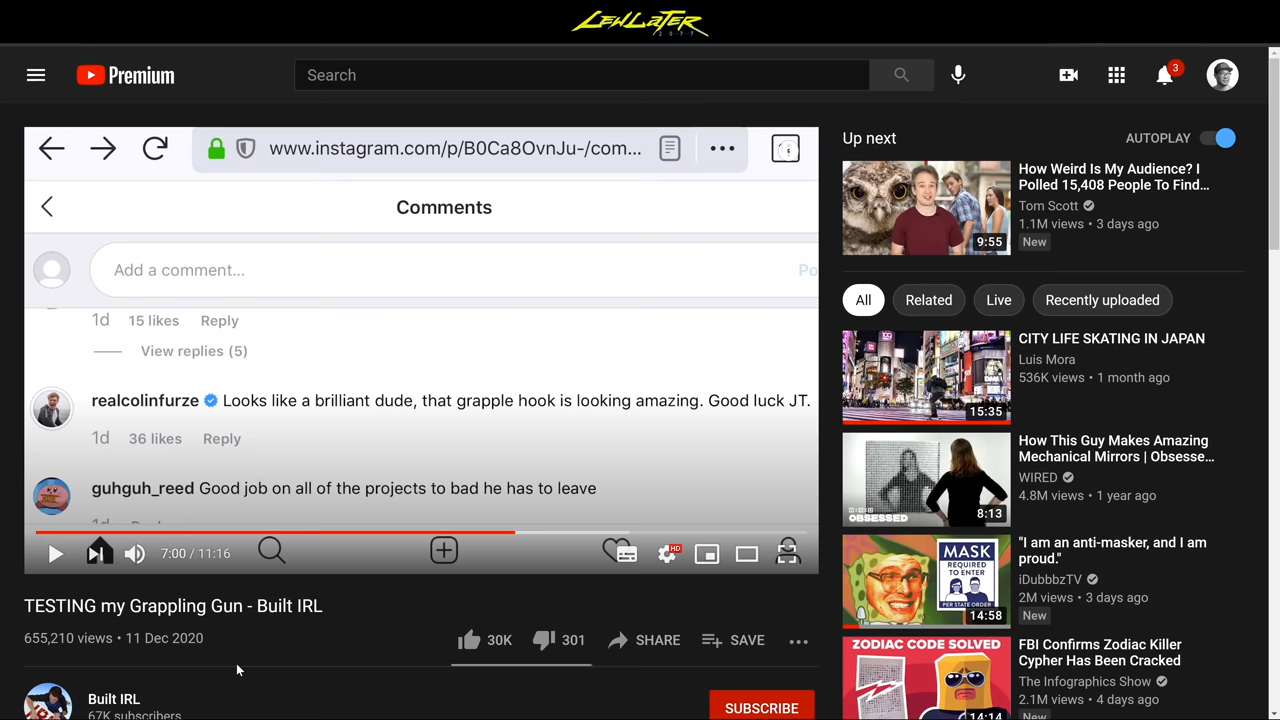 LEWLATER
2077
Premium
Search
3
www.instagram.com/p/B0Ca8OvnJu-/com...
Comments
Add a comment...
Po
1d 15 likes Reply
View replies (5)
realcolinfurze Looks like brilliant dude, that grapple hook is looking amazing. Good luck JT.
1d 36 likes Reply
guhguh_read Good job on all of the projects to bad he has to leave
7:00 / 11:16
HD
TESTING my Grappling Gun - Built IRL
655,210 views • 11 Dec 2020
30K 301 SHARE SAVE
Built IRL
67K subscribers
SUBSCRIBE
Up next
AUTOPLAY
9:55
How Weird Is My Audience? I
Polled 15,408 People To Find...
Tom Scott
1.1M views • 3 days ago
New
All Related Live Recently uploaded
15:35
CITY LIFE SKATING IN JAPAN
Luis Mora
536K views • 1 month ago
OBSESSED
8:13
How This Guy Makes Amazing
Mechanical Mirrors | Obsesse...
WIRED
4.8M views • 1 year ago
MASK
REQUIRED
TO ENTER
PER STATE ORDER
14:58
"I am an anti-masker, and I am
proud."
iDubbbzTV
2M views • 3 days ago
New
ZODIAC CODE SOLVED
14:14
FBI Confirms Zodiac Killer
Cypher Has Been Cracked
The Infographics Show
2.1M views • 4 days ago
New